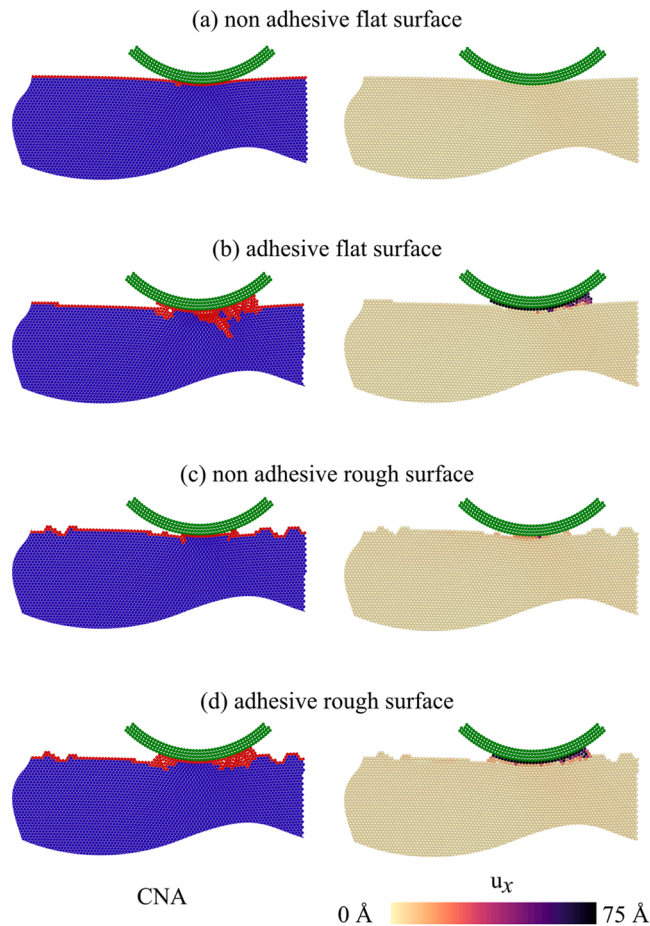 (a) non adhesive flat surface
(b) adhesive flat surface
(c) non adhesive rough surface
(d) adhesive rough surface
CNA
uₓ
0 Å 75 Å